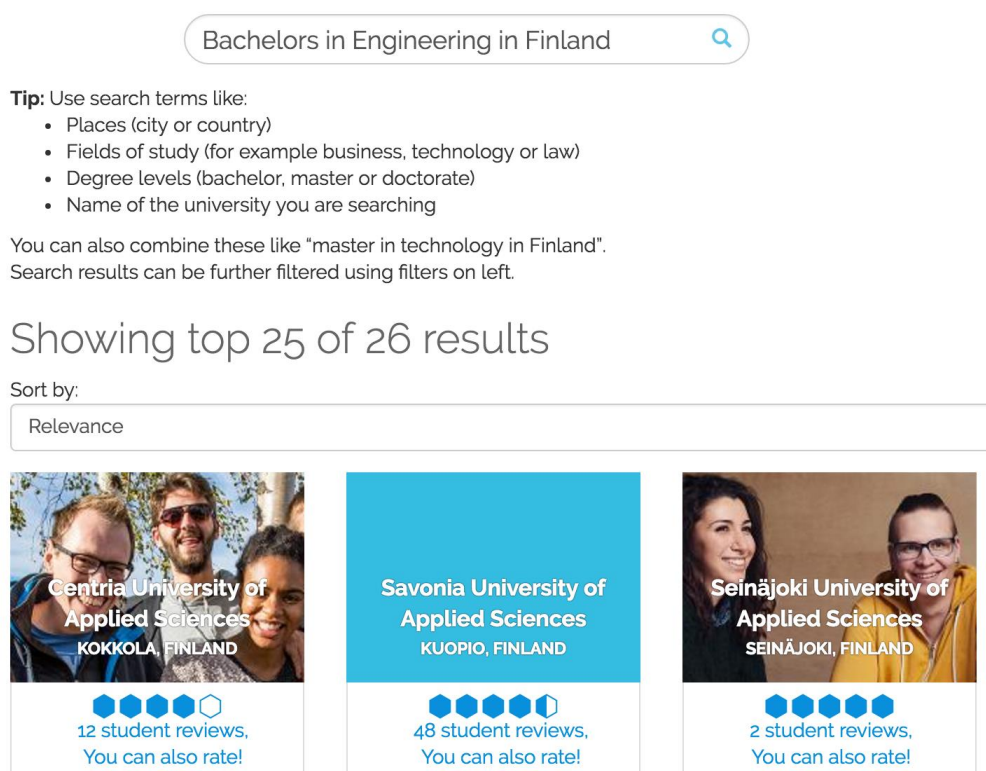 Bachelors in Engineering in Finland
Tip: Use search terms like:
• Places (city or country)
• Fields of study (for example business, technology or law)
• Degree levels (bachelor, master or doctorate)
• Name of the university you are searching
You can also combine these like “master in technology in Finland”.
Search results can be further filtered using filters on left.
Showing top 25 of 26 results
Sort by:
Relevance
Centria University of
Applied Sciences
KOKKOLA, FINLAND
12 student reviews,
You can also rate!
Savonia University of
Applied Sciences
KUOPIO, FINLAND
48 student reviews,
You can also rate!
Seinäjoki University of
Applied Sciences
SEINÄJOKI, FINLAND
2 student reviews,
You can also rate!